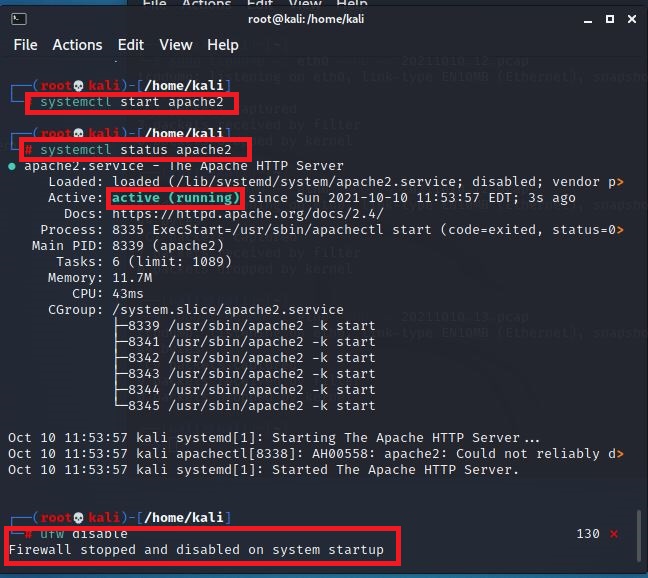 root@kali: /home/kali
File Actions Edit View Help
┌──(root💀kali)-[/home/kali]
└─# systemctl start apache2
┌──(root💀kali)-[/home/kali]
└─# systemctl status apache2
● apache2.service - The Apache HTTP Server
Loaded: loaded (/lib/systemd/system/apache2.service; disabled; vendor p>
Active: active (running) since Sun 2021-10-10 11:53:57 EDT; 3s ago
Docs: https://httpd.apache.org/docs/2.4/
Process: 8335 ExecStart=/usr/sbin/apachectl start (code=exited, status=0>
Main PID: 8339 (apache2)
Tasks: 6 (limit: 1089)
Memory: 11.7M
CPU: 43ms
CGroup: /system.slice/apache2.service
├─8339 /usr/sbin/apache2 -k start
├─8341 /usr/sbin/apache2 -k start
├─8342 /usr/sbin/apache2 -k start
├─8343 /usr/sbin/apache2 -k start
├─8344 /usr/sbin/apache2 -k start
└─8345 /usr/sbin/apache2 -k start
Oct 10 11:53:57 kali systemd[1]: Starting The Apache HTTP Server...
Oct 10 11:53:57 kali apachectl[8338]: AH00558: apache2: Could not reliably d>
Oct 10 11:53:57 kali systemd[1]: Started The Apache HTTP Server.
┌──(root💀kali)-[/home/kali]
└─# ufw disable 130 ⨯
Firewall stopped and disabled on system startup